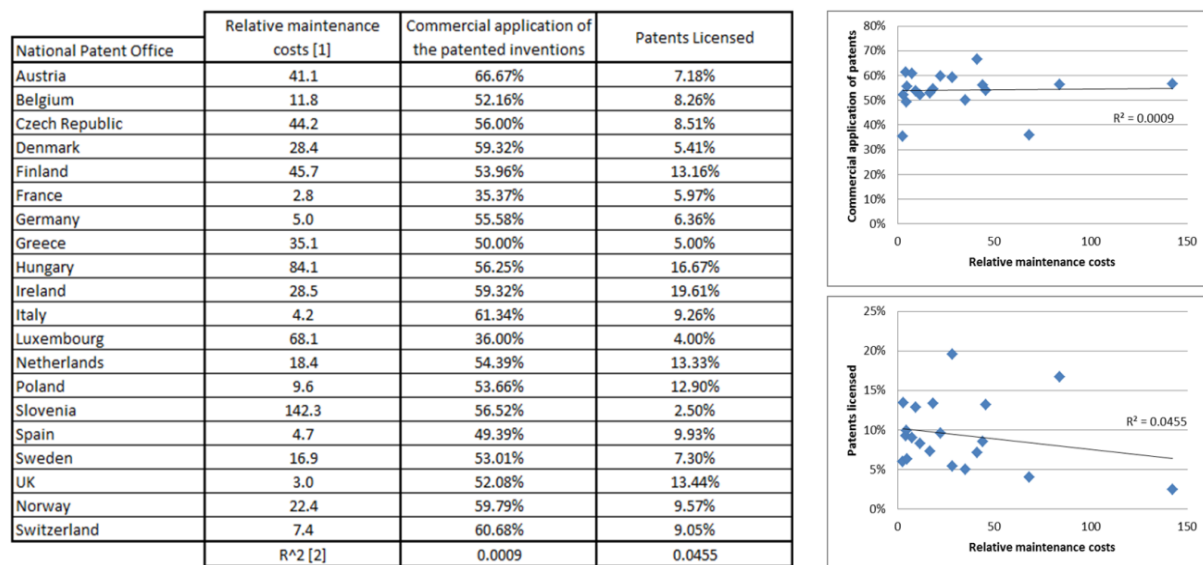 National Patent Office Relative maintenance costs [1] Commercial application of the patented inventions Patents Licensed
Austria 41.1 66.67% 7.18%
Belgium 11.8 52.16% 8.26%
Czech Republic 44.2 56.00% 8.51%
Denmark 28.4 59.32% 5.41%
Finland 45.7 53.96% 13.16%
France 2.8 35.37% 5.97%
Germany 5.0 55.58% 6.36%
Greece 35.1 50.00% 5.00%
Hungary 84.1 56.25% 16.67%
Ireland 28.5 59.32% 19.61%
Italy 4.2 61.34% 9.26%
Luxembourg 68.1 36.00% 4.00%
Netherlands 18.4 54.39% 13.33%
Poland 9.6 53.66% 12.90%
Slovenia 142.3 56.52% 2.50%
Spain 4.7 49.39% 9.93%
Sweden 16.9 53.01% 7.30%
UK 3.0 52.08% 13.44%
Norway 22.4 59.79% 9.57%
Switzerland 7.4 60.68% 9.05%
R^2 [2] 0.0009 0.0455
Commercial application of patents
80%
70%
60%
50%
40%
30%
20%
10%
0%
R² = 0.0009
0 50 100 150
Relative maintenance costs
Patents licensed
25%
20%
15%
10%
5%
0%
R² = 0.0455
0 50 100 150
Relative maintenance costs